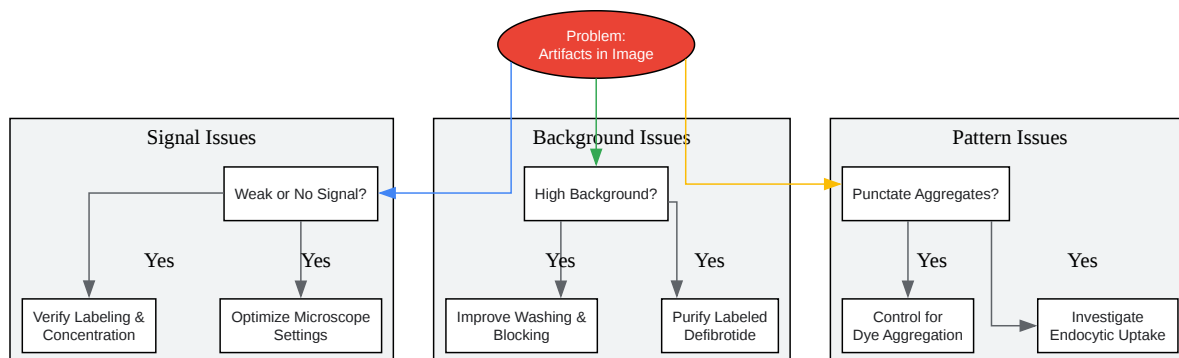 Problem:
Artifacts in Image
Signal Issues
Background Issues
Pattern Issues
Weak or No Signal?
High Background?
Punctate Aggregates?
Yes
Yes
Yes
Yes
Yes
Yes
Verify Labeling &
Concentration
Optimize Microscope
Settings
Improve Washing &
Blocking
Purify Labeled
Defibrotide
Control for
Dye Aggregation
Investigate
Endocytic Uptake